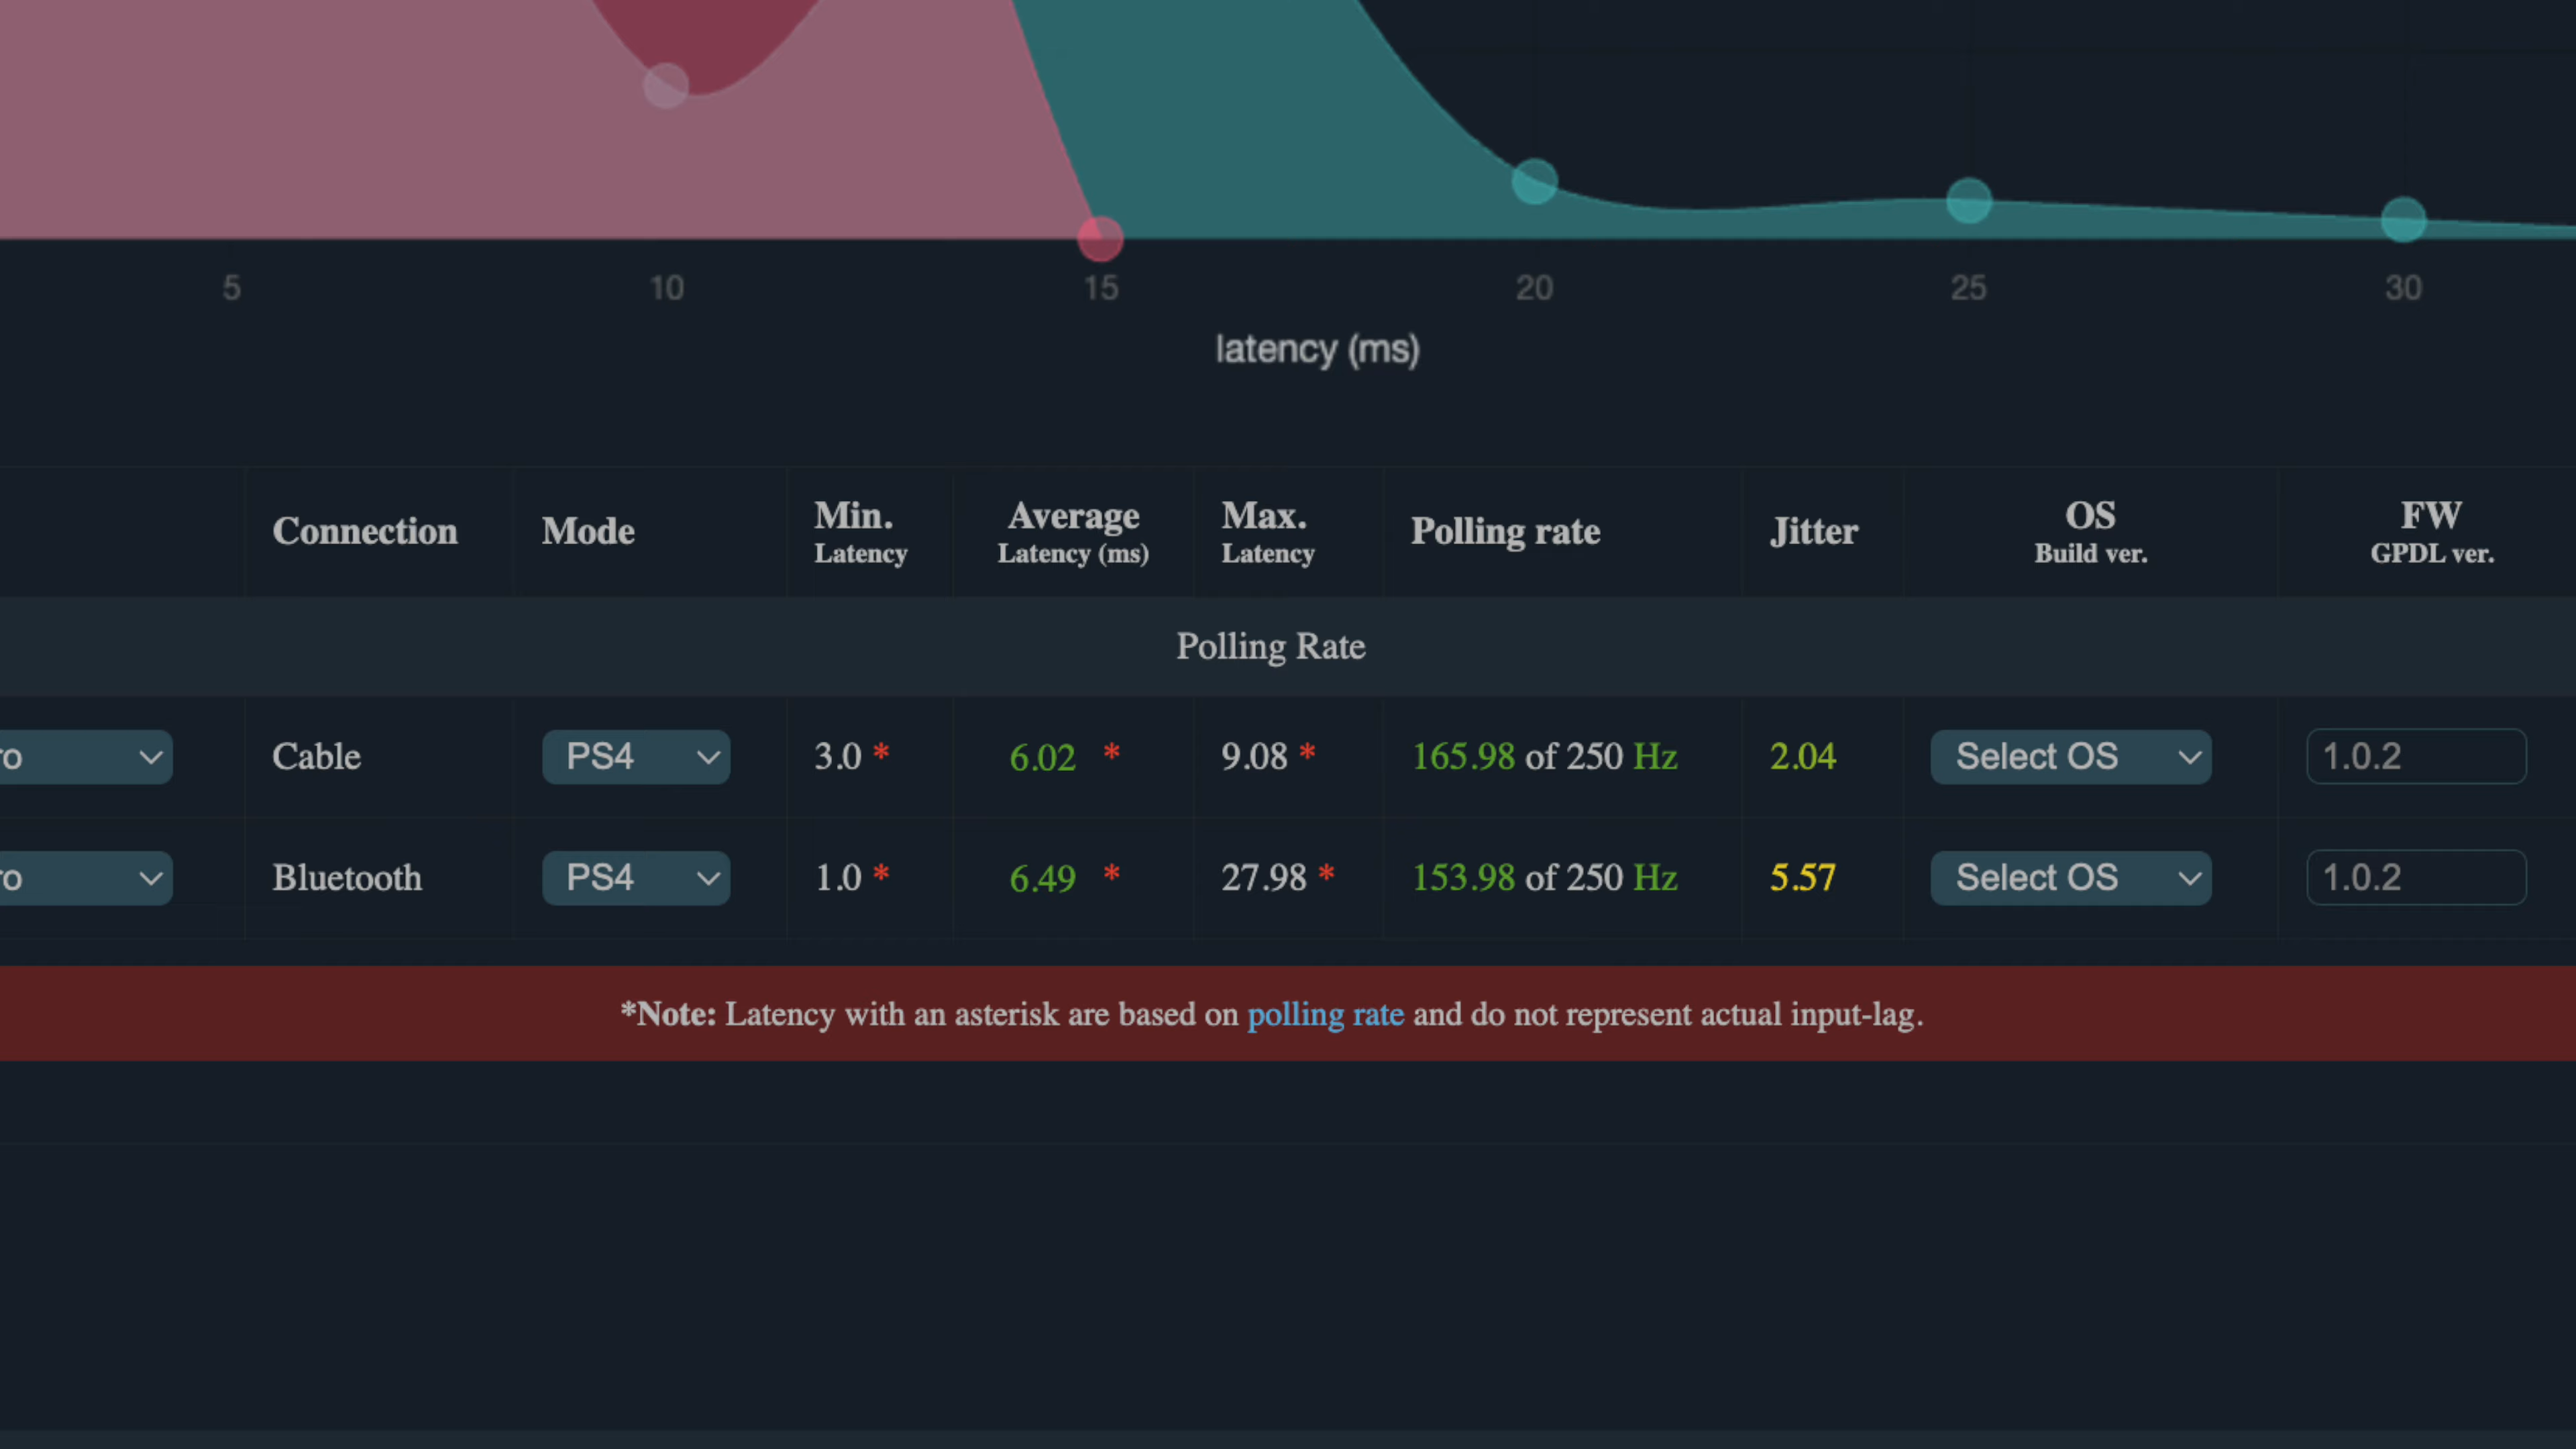 5 10 15 20 25 30
latency (ms)
Connection Mode Min. Latency Average Latency (ms) Max. Latency Polling rate Jitter OS Build ver. FW GPDL ver.
Polling Rate
ro Cable PS4 3.0 * 6.02 * 9.08 * 165.98 of 250 Hz 2.04 Select OS 1.0.2
ro Bluetooth PS4 1.0 * 6.49 * 27.98 * 153.98 of 250 Hz 5.57 Select OS 1.0.2
*Note: Latency with an asterisk are based on polling rate and do not represent actual input-lag.